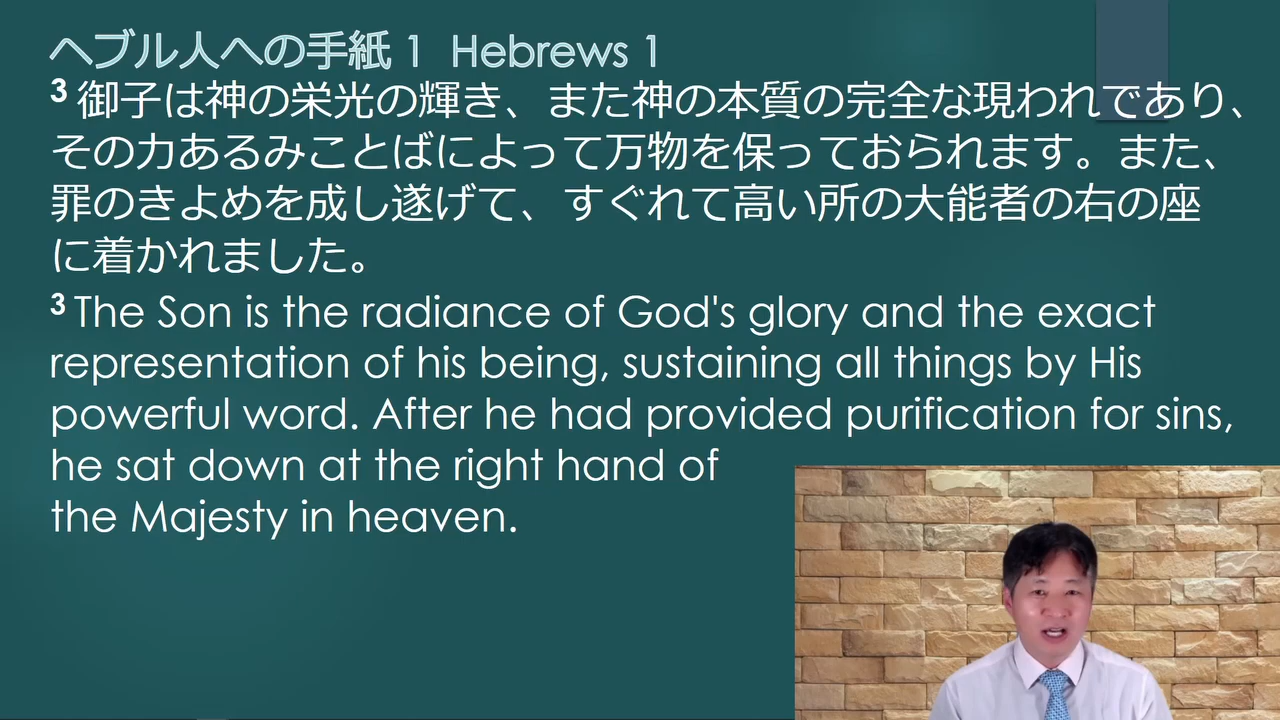 ヘブル人への手紙 1 Hebrews 1
3 御子は神の栄光の輝き、また神の本質の完全な現われであり、
その力あるみことばによって万物を保っておられます。また、
罪のきよめを成し遂げて、すぐれて高い所の大能者の右の座
に着かれました。
3 The Son is the radiance of God's glory and the exact
representation of his being, sustaining all things by His
powerful word. After he had provided purification for sins,
he sat down at the right hand of
the Majesty in heaven.